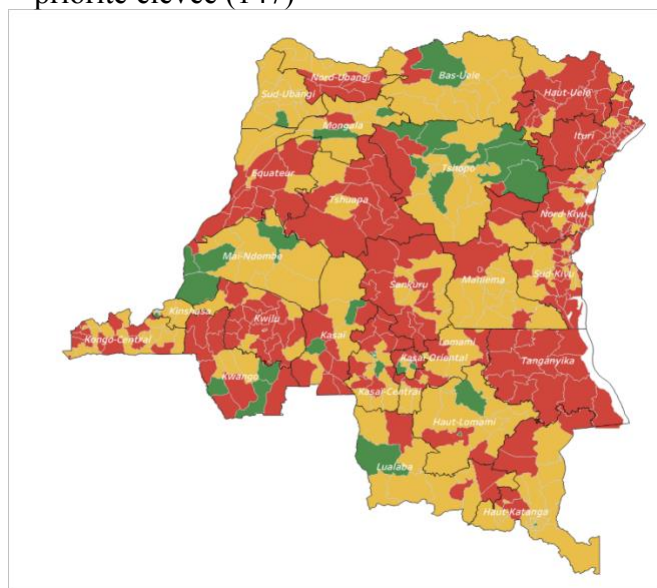 priorité élevée (147)
Nord-Ubangi
Bas-Uele
Sud-Ubangi
Haut-Uele
Mongala
Ituri
Tshopo
Equateur
Tshuapa
Nord-Kivu
Mai-Ndombe
Maniema
Sud-Kivu
Sankuru
Kinshasa
Kwilu
Kasai
Kongo-Central
Lomami
Kasai-Oriental
Tanganyika
Kwango
Kasai-Central
Haut-Lomami
Lualaba
Haut-Katanga